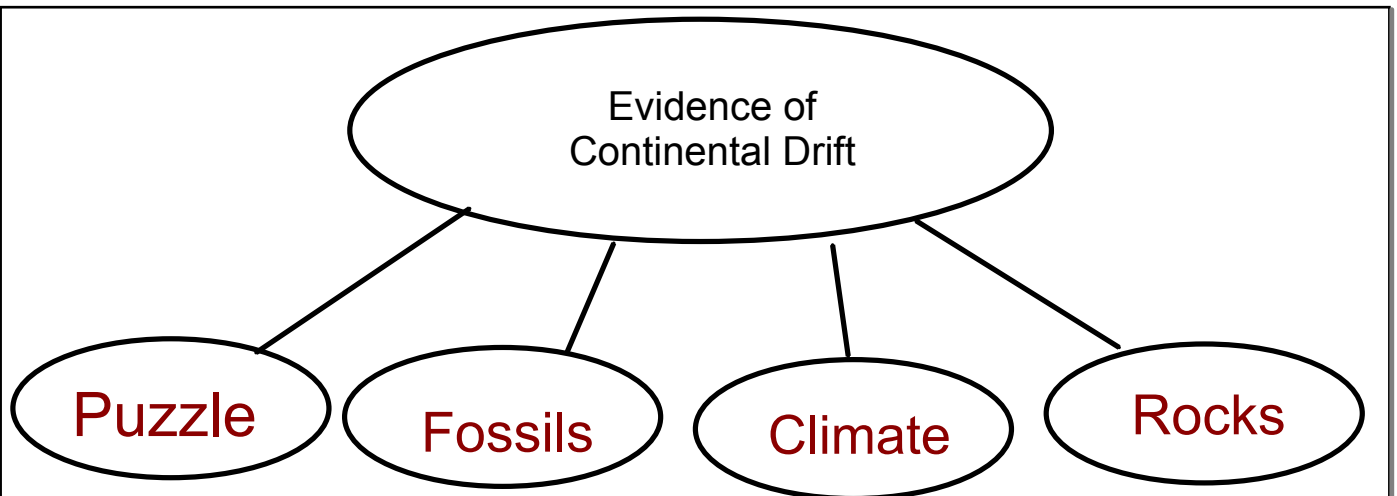 Evidence of
Continental Drift
Puzzle
Fossils
Climate
Rocks